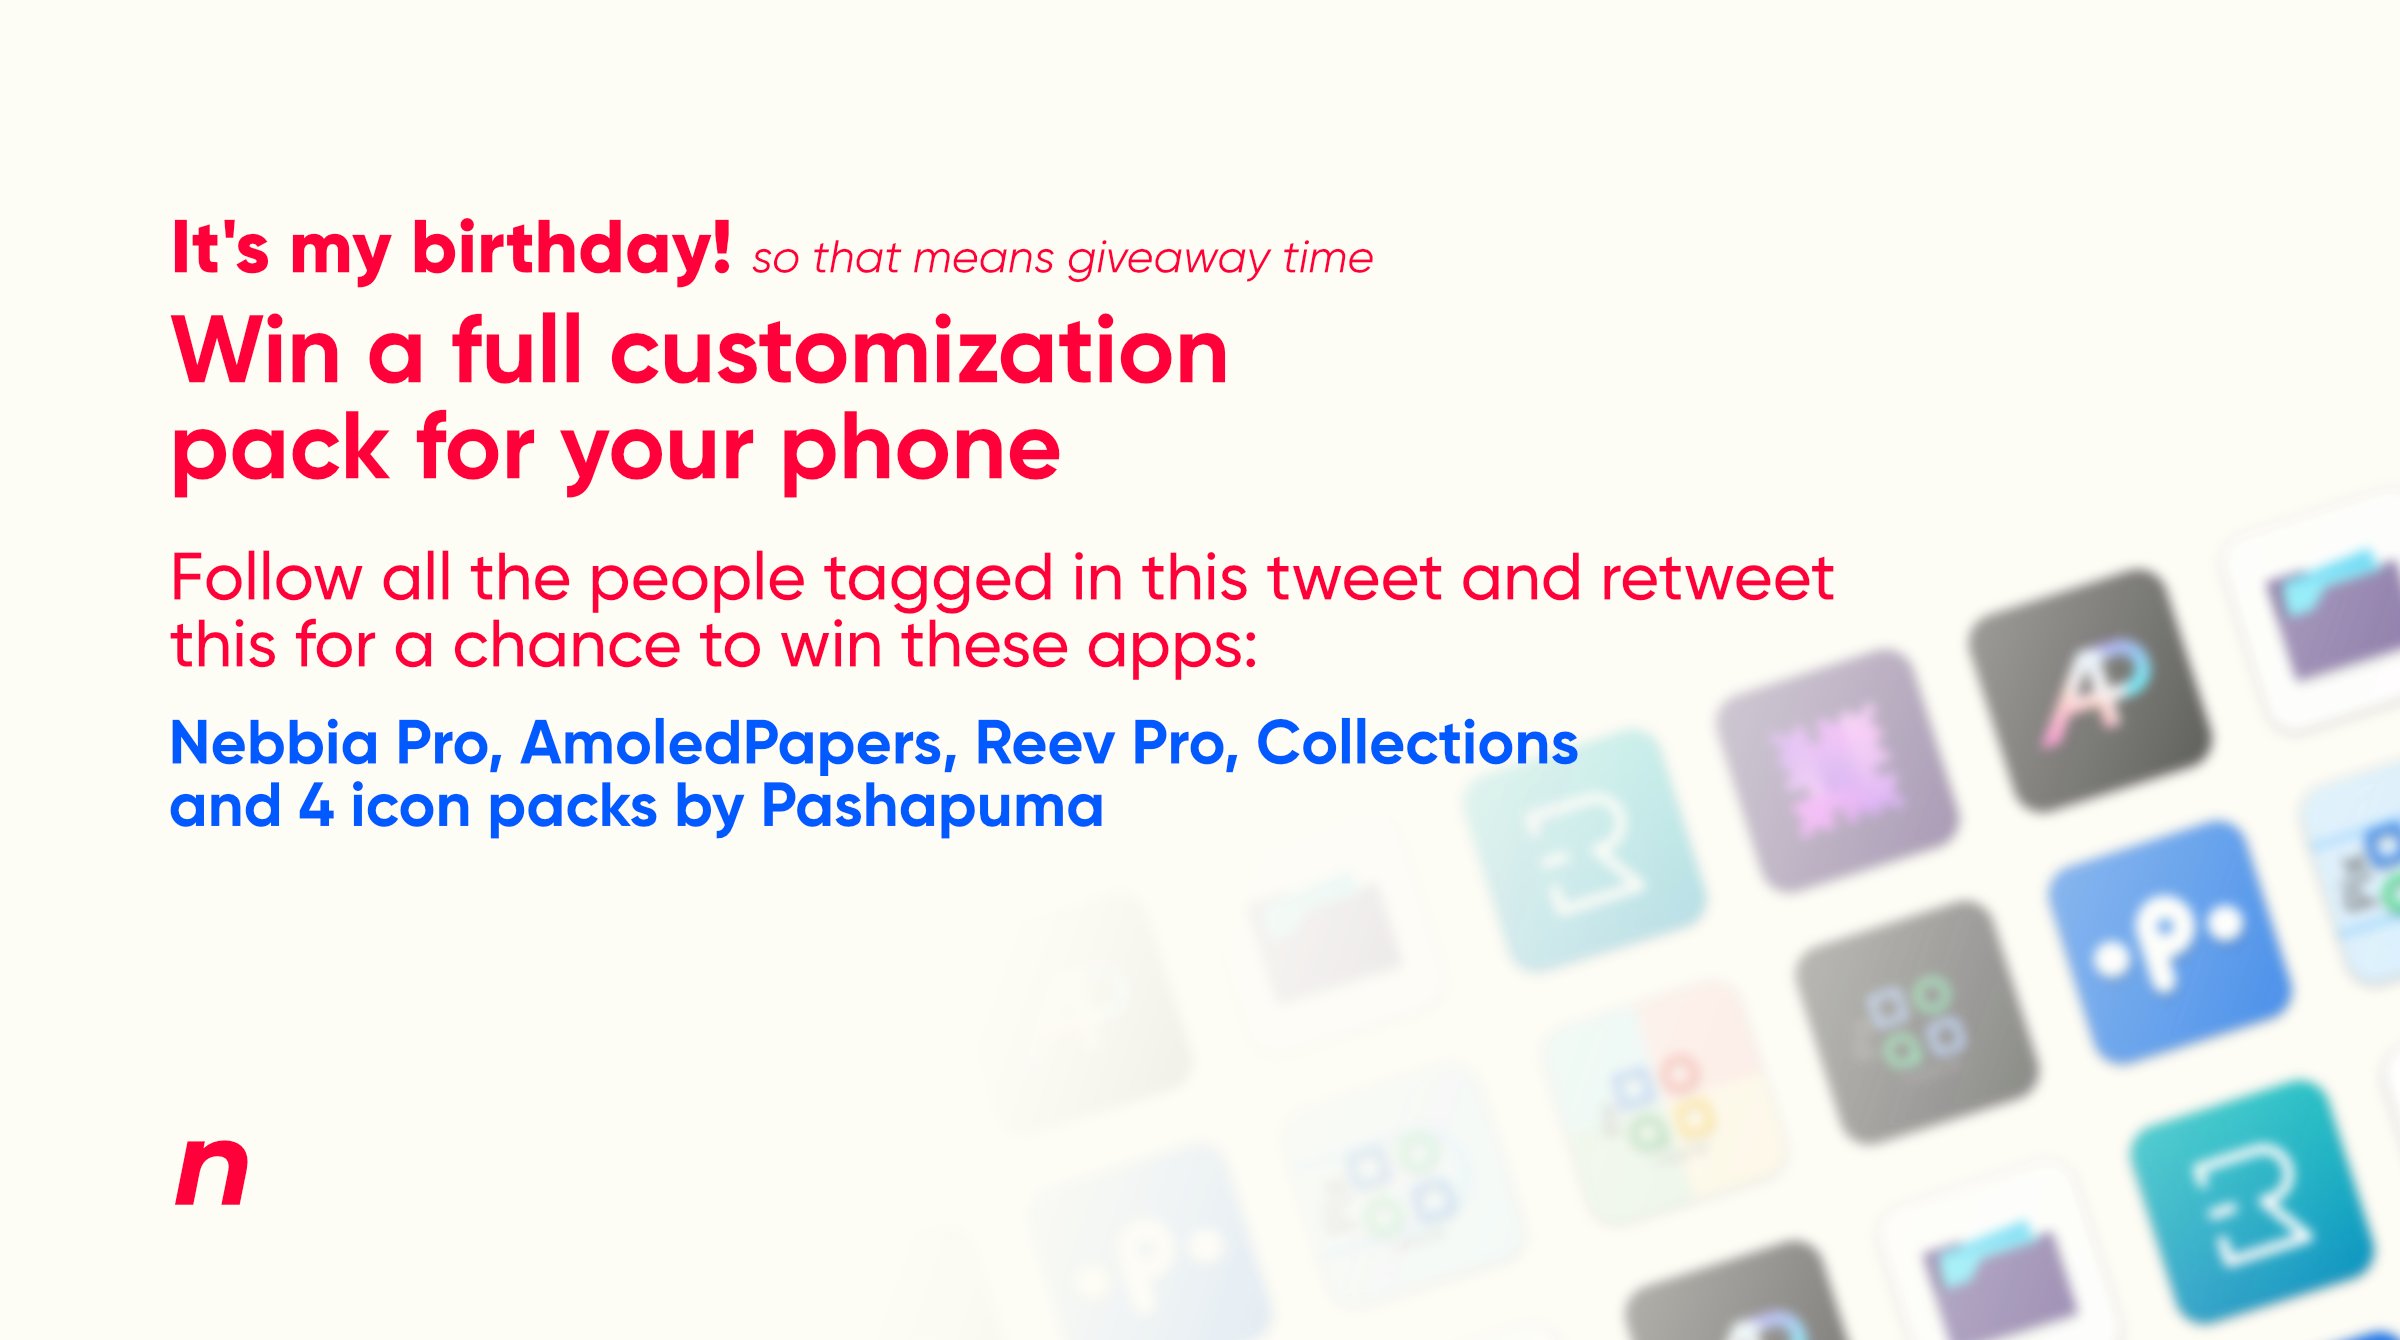 It's my birthday! so that means giveaway time
Win a full customization
pack for your phone
Follow all the people tagged in this tweet and retweet
this for a chance to win these apps:
Nebbia Pro, AmoledPapers, Reev Pro, Collections
and 4 icon packs by Pashapuma
n